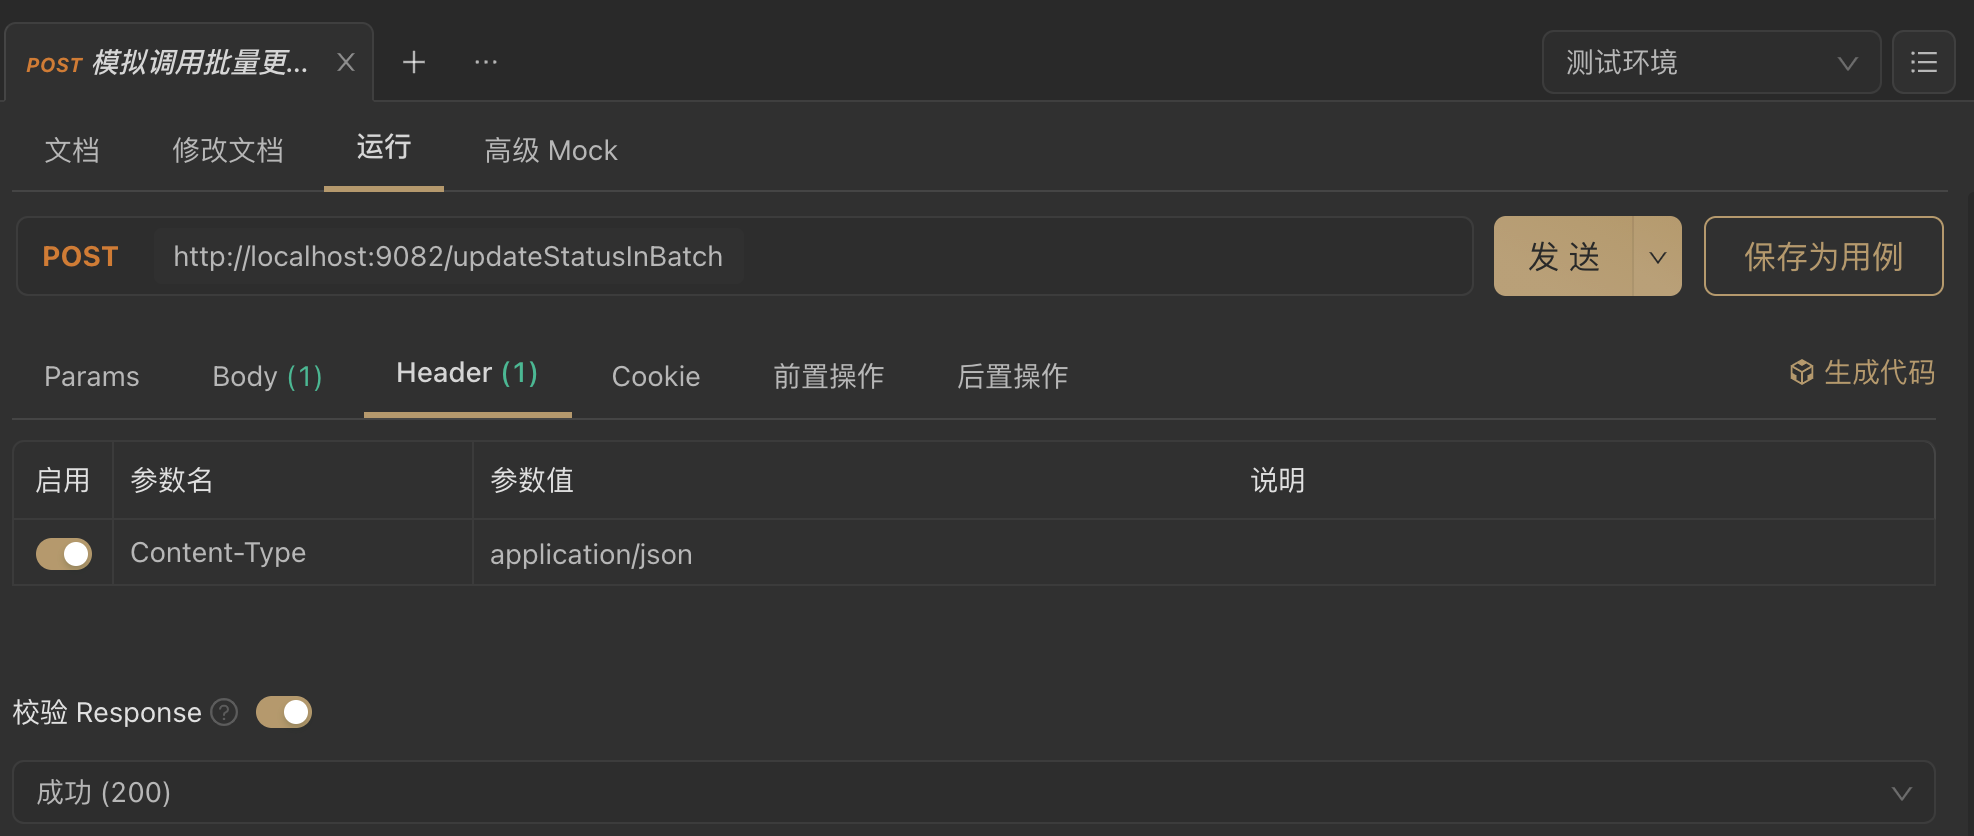 POST 模拟调用批量更...
测试环境
文档 修改文档 运行 高级 Mock
POST http://localhost:9082/updateStatusInBatch 发 送 保存为用例
Params Body (1) Header (1) Cookie 前置操作 后置操作 生成代码
启用 参数名 参数值 说明
Content-Type application/json
校验 Response ?
成功 (200)